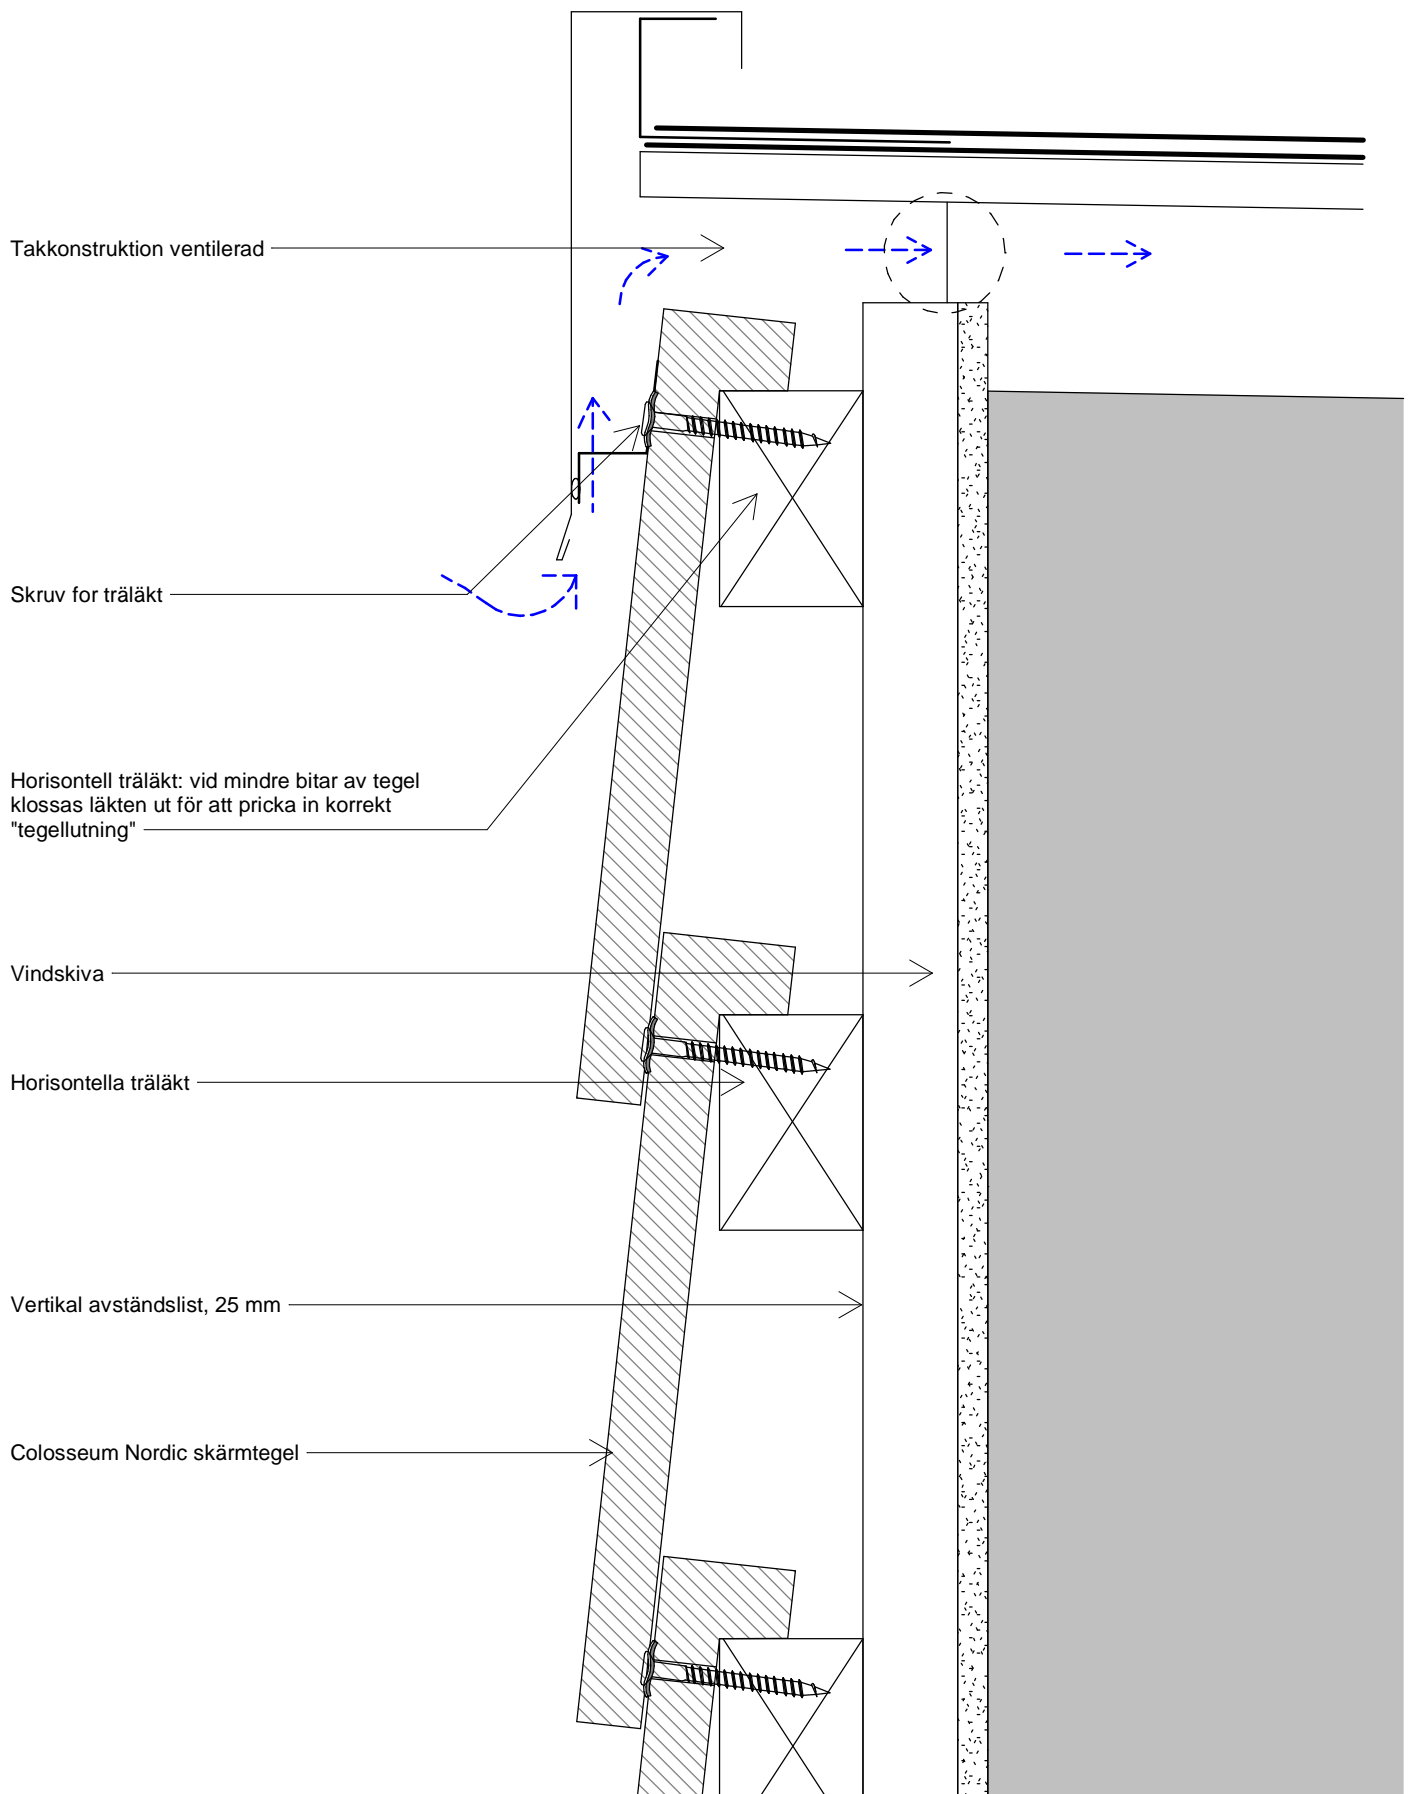 Takkonstruktion ventilerad
Skruv for träläkt
Horisontell träläkt: vid mindre bitar av tegel
klossas läkten ut för att pricka in korrekt
"tegellutning"
Vindskiva
Horisontella träläkt
Vertikal avståndslist, 25 mm
Colosseum Nordic skärmtegel